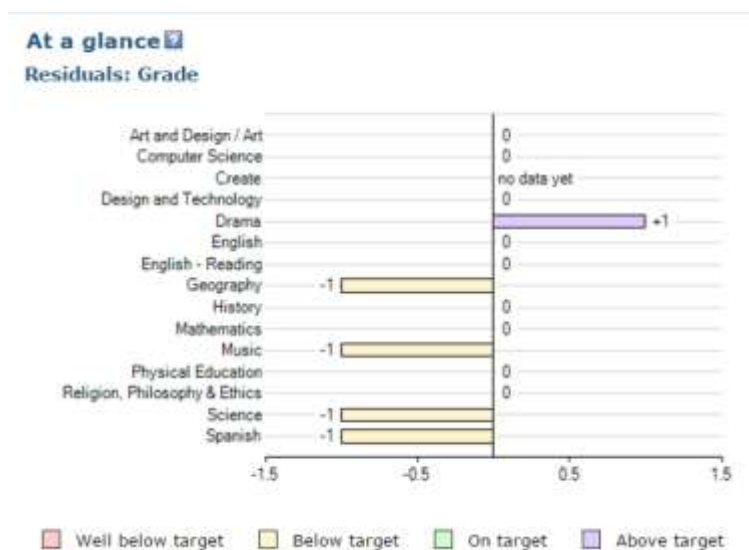 At a glance ?
Residuals: Grade
Art and Design / Art 0
Computer Science 0
Create no data yet
Design and Technology 0
Drama +1
English 0
English - Reading 0
Geography -1
History 0
Mathematics 0
Music -1
Physical Education 0
Religion, Philosophy & Ethics 0
Science -1
Spanish -1
-1.5 -0.5 0.5 1.5
Well below target Below target On target Above target